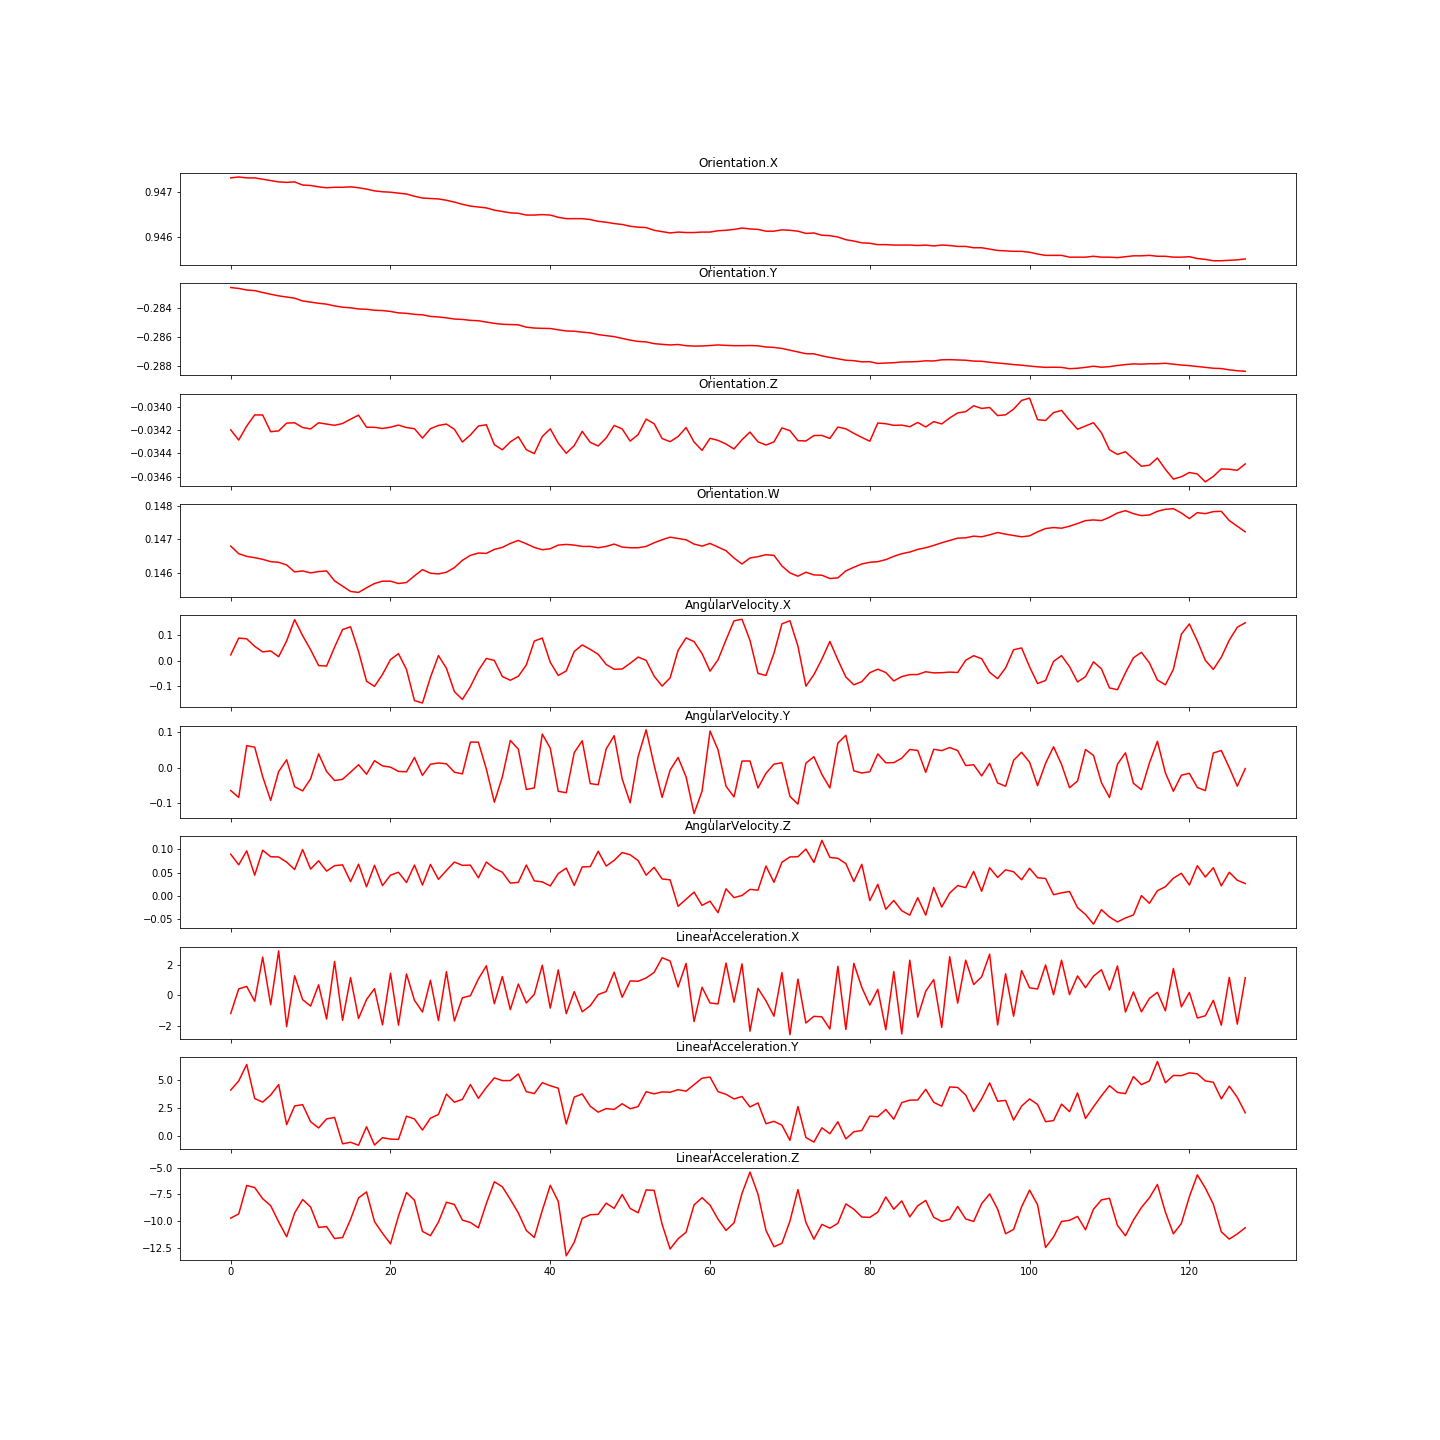 Orientation.X
0.947
0.946
Orientation.Y
−0.284
−0.286
−0.288
Orientation.Z
−0.0340
−0.0342
−0.0344
−0.0346
Orientation.W
0.148
0.147
0.146
AngularVelocity.X
0.1
0.0
−0.1
AngularVelocity.Y
0.1
0.0
−0.1
AngularVelocity.Z
0.10
0.05
0.00
−0.05
LinearAcceleration.X
2
0
−2
LinearAcceleration.Y
5.0
2.5
0.0
LinearAcceleration.Z
−5.0
−7.5
−10.0
−12.5
0 20 40 60 80 100 120